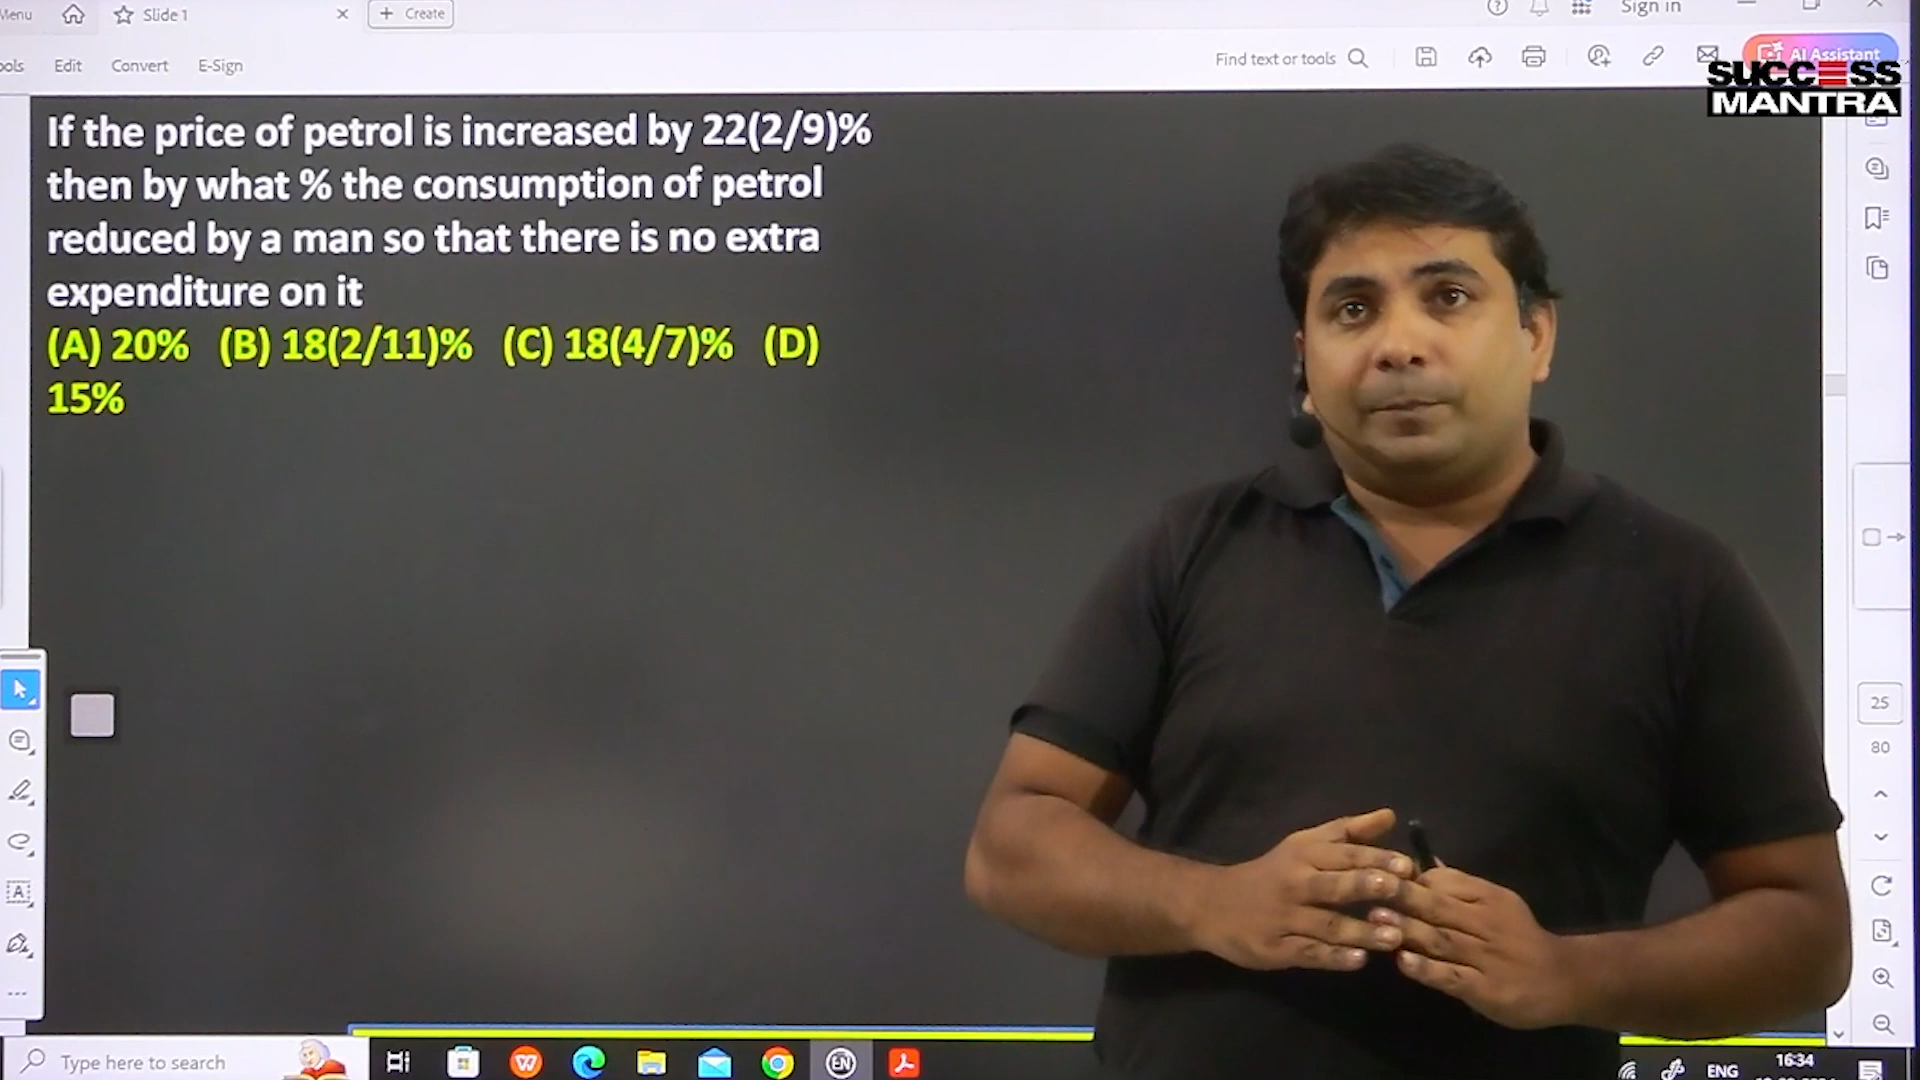 Menu
Slide 1
Create
Sign in
ols
Edit
Convert
E-Sign
Find text or tools
AI Assistant
SUCCESS
MANTRA
If the price of petrol is increased by 22(2/9)%
then by what % the consumption of petrol
reduced by a man so that there is no extra
expenditure on it
(A) 20% (B) 18(2/11)% (C) 18(4/7)% (D)
15%
25
80
Type here to search
EN
ENG
16:34